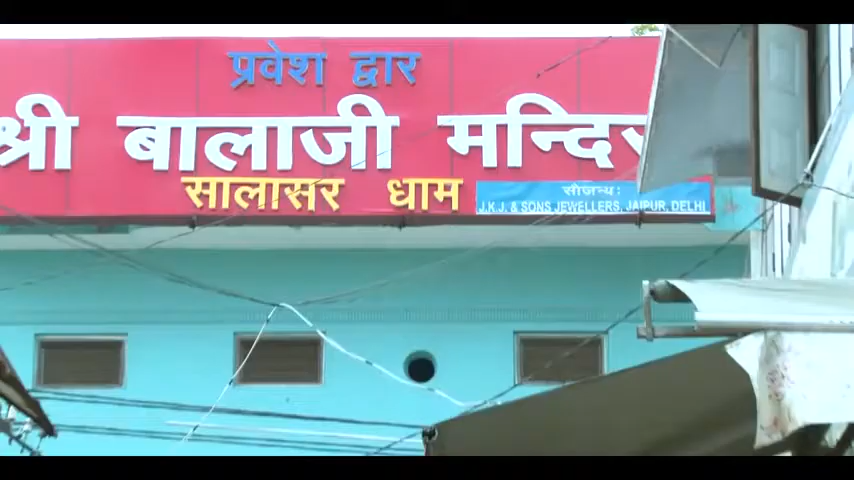 प्रवेश द्वार
श्री बालाजी मन्दिर
सालासर धाम
सौजन्य :
J.K.J. & SONS JEWELLERS, JAIPUR, DELHI